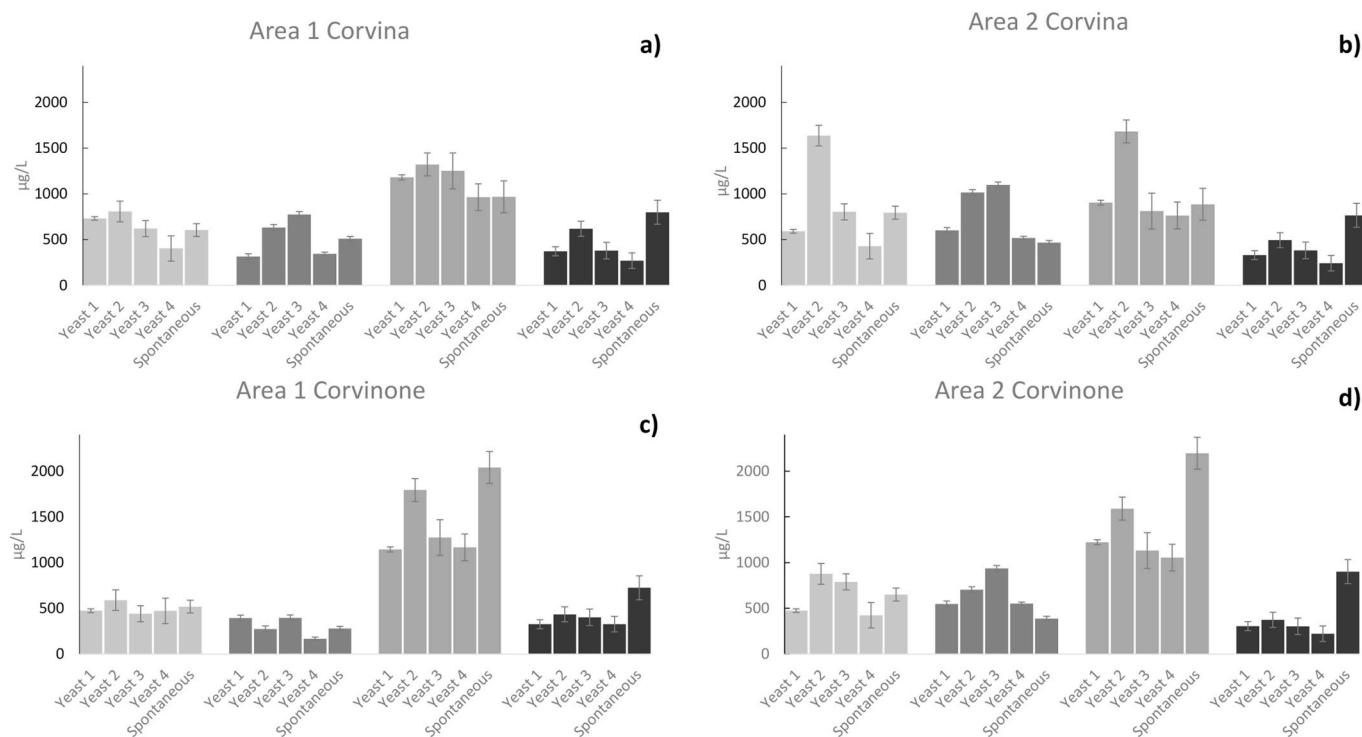 Area 1 Corvina
a)
2000
1500
1000
500
0
µg/L
Yeast 1 Yeast 2 Yeast 3 Yeast 4 Spontaneous Yeast 1 Yeast 2 Yeast 3 Yeast 4 Spontaneous Yeast 1 Yeast 2 Yeast 3 Yeast 4 Spontaneous Yeast 1 Yeast 2 Yeast 3 Yeast 4 Spontaneous
Area 2 Corvina
b)
2000
1500
1000
500
0
µg/L
Yeast 1 Yeast 2 Yeast 3 Yeast 4 Spontaneous Yeast 1 Yeast 2 Yeast 3 Yeast 4 Spontaneous Yeast 1 Yeast 2 Yeast 3 Yeast 4 Spontaneous Yeast 1 Yeast 2 Yeast 3 Yeast 4 Spontaneous
Area 1 Corvinone
c)
2000
1500
1000
500
0
µg/L
Yeast 1 Yeast 2 Yeast 3 Yeast 4 Spontaneous Yeast 1 Yeast 2 Yeast 3 Yeast 4 Spontaneous Yeast 1 Yeast 2 Yeast 3 Yeast 4 Spontaneous Yeast 1 Yeast 2 Yeast 3 Yeast 4 Spontaneous
Area 2 Corvinone
d)
2000
1500
1000
500
0
µg/L
Yeast 1 Yeast 2 Yeast 3 Yeast 4 Spontaneous Yeast 1 Yeast 2 Yeast 3 Yeast 4 Spontaneous Yeast 1 Yeast 2 Yeast 3 Yeast 4 Spontaneous Yeast 1 Yeast 2 Yeast 3 Yeast 4 Spontaneous